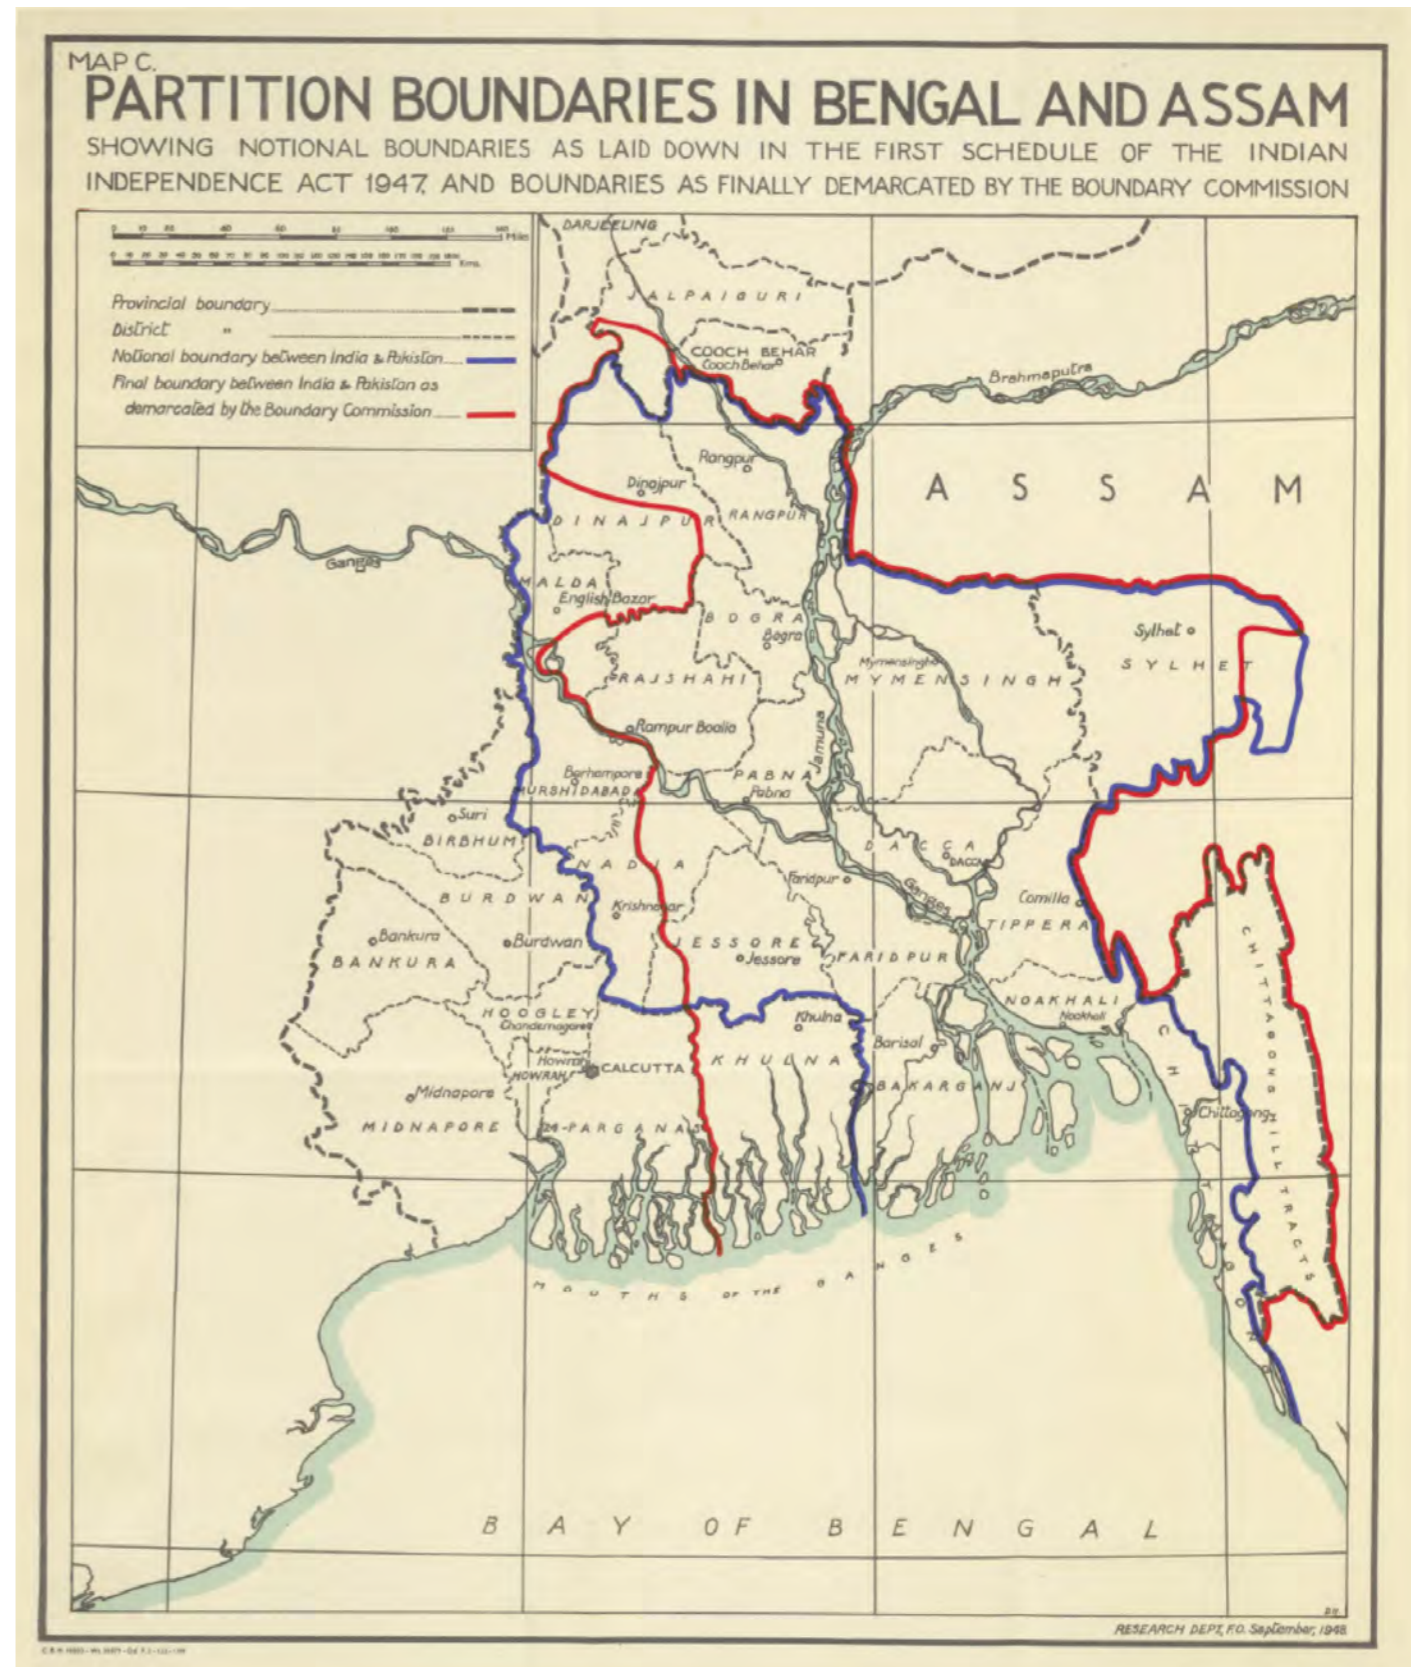 MAP C.
PARTITION BOUNDARIES IN BENGAL AND ASSAM
SHOWING NOTIONAL BOUNDARIES AS LAID DOWN IN THE FIRST SCHEDULE OF THE INDIAN
INDEPENDENCE ACT 1947, AND BOUNDARIES AS FINALLY DEMARCATED BY THE BOUNDARY COMMISSION
Miles
Kms.
Provincial boundary
District "
Notional boundary between India & Pakistan
Final boundary between India & Pakistan as
demarcated by the Boundary Commission
DARJEELING
JALPAIGURI
COOCH BEHAR
Cooch Behar
Brahmaputra
Rangpur
Dinajpur
ASSAM
DINAJPUR
RANGPUR
Ganges
MALDA
English Bazar
BOGRA
Bogra
Sylhet
SYLHET
Mymensingh
MYMENSINGH
RAJSHAHI
Rampur Boalia
Jamuna
Berhampore
MURSHIDABAD
PABNA
Pabna
Suri
BIRBHUM
NADIA
DACCA
DACCA
Faridpur
Ganges
BURDWAN
Krishnagar
Comilla
TIPPERA
Bankura
BANKURA
Burdwan
JESSORE
Jessore
FARIDPUR
CHITTAGONG HILL TRACTS
HOOGLEY
Chandernagore
Khulna
NOAKHALI
Noakhali
Barisal
Howrah
HOWRAH
CALCUTTA
KHULNA
BAKARGANJ
Midnapore
MIDNAPORE
24-PARGANAS
Chittagong
CHITTAGONG
MOUTHS OF THE GANGES
BAY OF BENGAL
RESEARCH DEPT, F.O. September, 1948